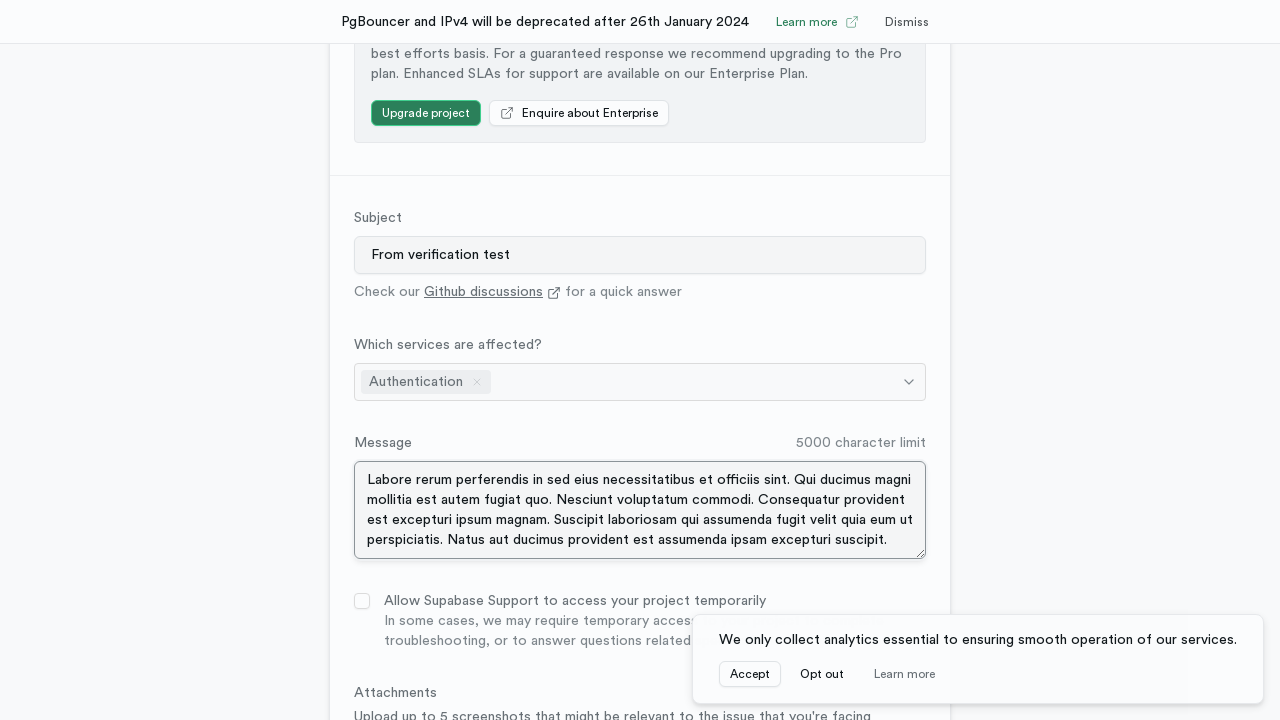 PgBouncer and IPv4 will be deprecated after 26th January 2024 Learn more Dismiss
best efforts basis. For a guaranteed response we recommend upgrading to the Pro
plan. Enhanced SLAs for support are available on our Enterprise Plan.
Upgrade project Enquire about Enterprise
Subject
From verification test
Check our Github discussions for a quick answer
Which services are affected?
Authentication
Message 5000 character limit
Labore rerum perferendis in sed eius necessitatibus et officiis sint. Qui ducimus magni
mollitia est autem fugiat quo. Nesciunt voluptatum commodi. Consequatur provident
est excepturi ipsum magnam. Suscipit laboriosam qui assumenda fugit velit quia eum ut
perspiciatis. Natus aut ducimus provident est assumenda ipsam excepturi suscipit.
Allow Supabase Support to access your project temporarily
In some cases, we may require temporary
troubleshooting, or to answer questions related
We only collect analytics essential to ensuring smooth operation of our services.
Accept Opt out Learn more
Attachments
Upload up to 5 screenshots that might be relevant to the issue that you're facing